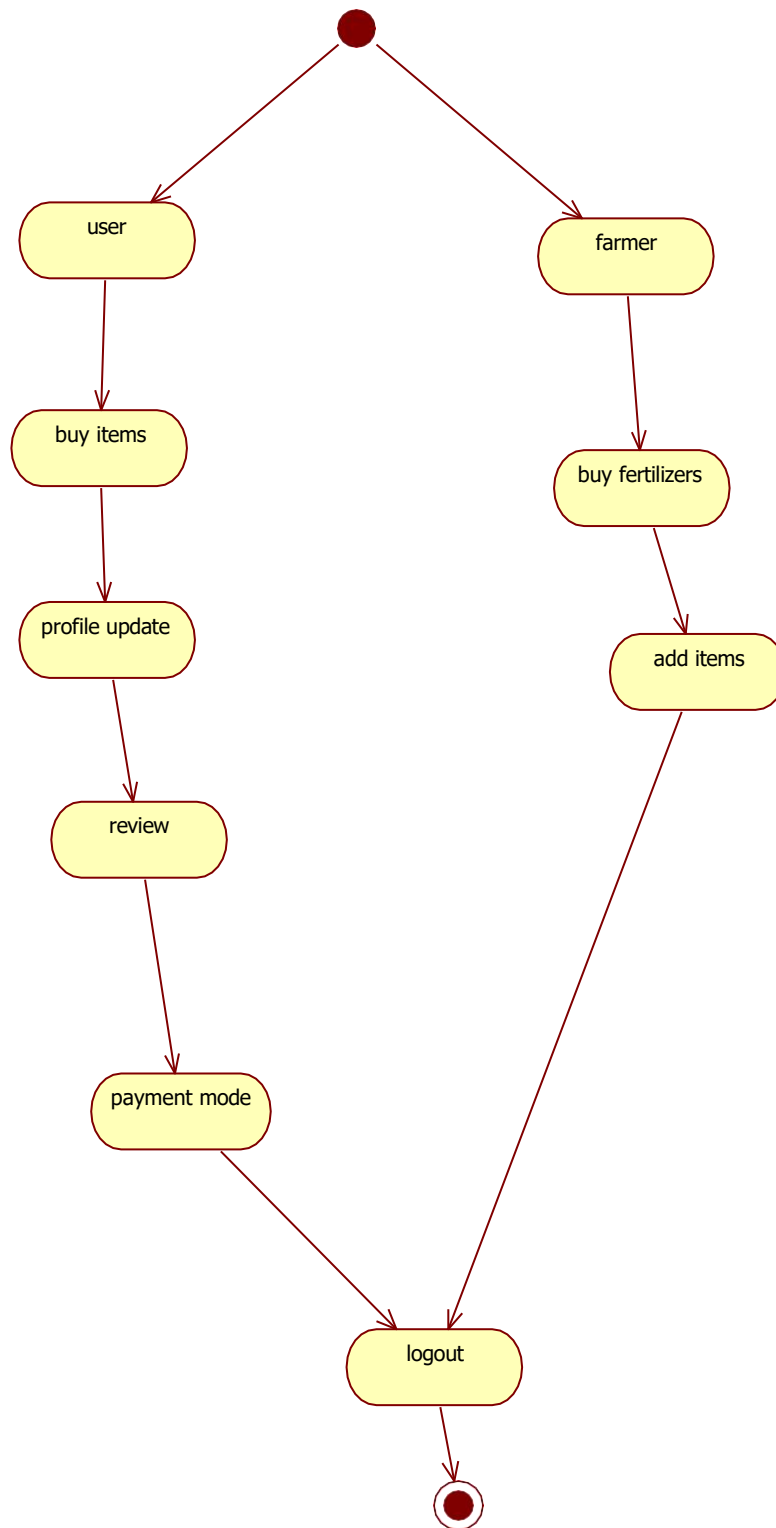 user
farmer
buy items
buy fertilizers
profile update
add items
review
payment mode
logout